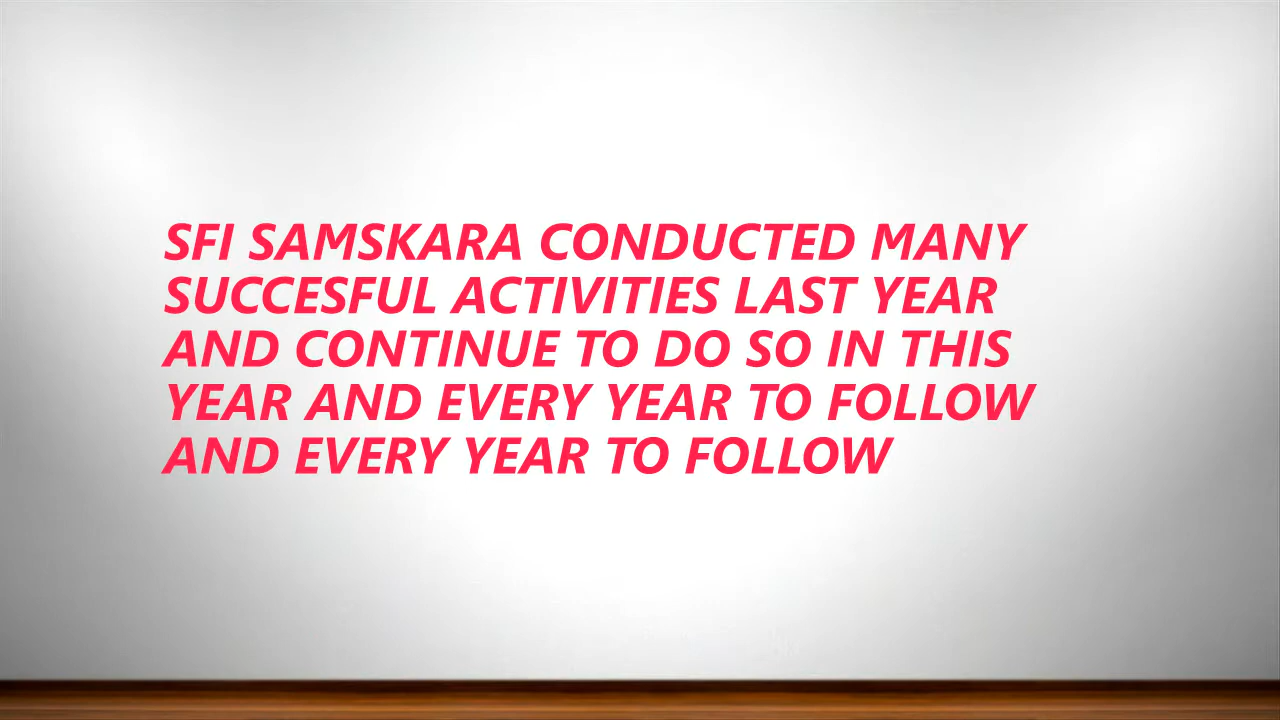 SFI SAMSKARA CONDUCTED MANY
SUCCESFUL ACTIVITIES LAST YEAR
AND CONTINUE TO DO SO IN THIS
YEAR AND EVERY YEAR TO FOLLOW
AND EVERY YEAR TO FOLLOW